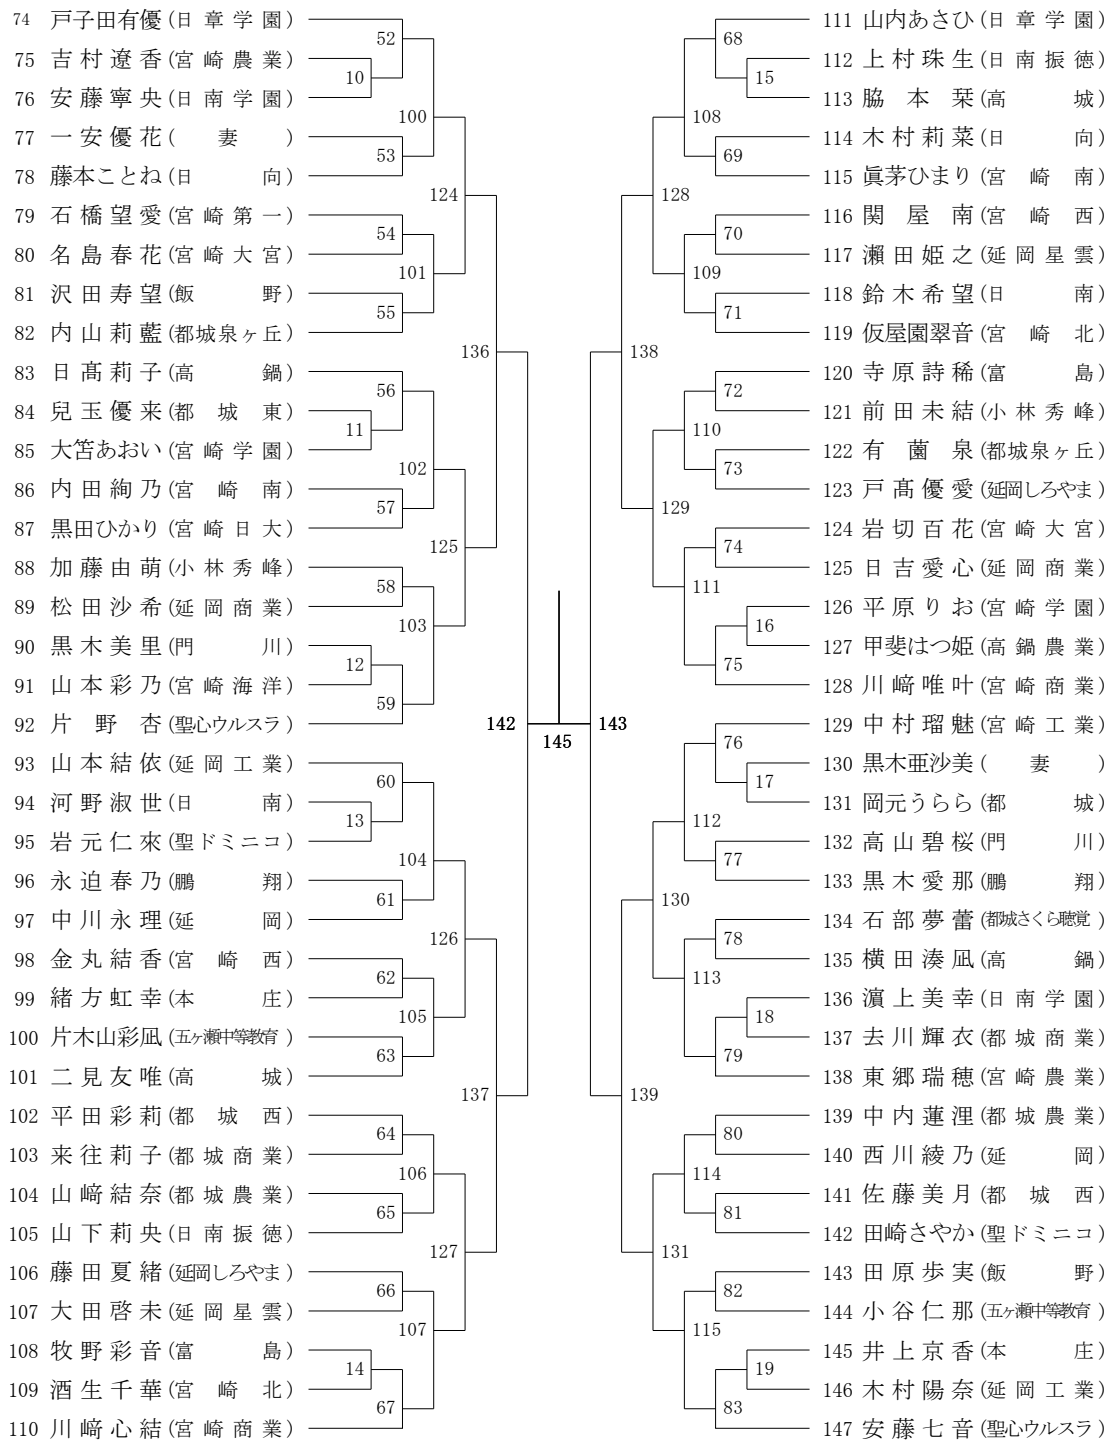 74 戸子田有優(日章学園)
75 吉村遼香(宮崎農業)
76 安藤寧央(日南学園)
77 一安優花(妻)
78 藤本ことね(日向)
79 石橋望愛(宮崎第一)
80 名島春花(宮崎大宮)
81 沢田寿望(飯野)
82 内山莉藍(都城泉ヶ丘)
83 日髙莉子(高鍋)
84 兒玉優来(都城東)
85 大笘あおい(宮崎学園)
86 内田絢乃(宮崎南)
87 黒田ひかり(宮崎日大)
88 加藤由萌(小林秀峰)
89 松田沙希(延岡商業)
90 黒木美里(門川)
91 山本彩乃(宮崎海洋)
92 片野杏(聖心ウルスラ)
93 山本結依(延岡工業)
94 河野淑世(日南)
95 岩元仁來(聖ドミニコ)
96 永迫春乃(鵬翔)
97 中川永理(延岡)
98 金丸結香(宮崎西)
99 緒方虹幸(本庄)
100 片木山彩凪(五ヶ瀬中等教育)
101 二見友唯(高城)
102 平田彩莉(都城西)
103 来往莉子(都城商業)
104 山﨑結奈(都城農業)
105 山下莉央(日南振徳)
106 藤田夏緒(延岡しろやま)
107 大田啓未(延岡星雲)
108 牧野彩音(富島)
109 酒生千華(宮崎北)
110 川﨑心結(宮崎商業)
52
10
100
53
124
54
101
55
136
56
11
102
57
125
58
103
12
59
142
60
13
104
61
126
62
105
63
137
64
106
65
127
66
107
14
67
145
143
68
15
108
69
128
70
109
71
138
72
110
73
129
74
111
16
75
76
17
112
77
130
78
113
18
79
139
80
114
81
131
82
115
19
83
111 山内あさひ(日章学園)
112 上村珠生(日南振徳)
113 脇本栞(高城)
114 木村莉菜(日向)
115 眞茅ひまり(宮崎南)
116 関屋南(宮崎西)
117 瀬田姫之(延岡星雲)
118 鈴木希望(日南)
119 仮屋園翠音(宮崎北)
120 寺原詩稀(富島)
121 前田未結(小林秀峰)
122 有薗泉(都城泉ヶ丘)
123 戸髙優愛(延岡しろやま)
124 岩切百花(宮崎大宮)
125 日吉愛心(延岡商業)
126 平原りお(宮崎学園)
127 甲斐はつ姫(高鍋農業)
128 川﨑唯叶(宮崎商業)
129 中村瑠魅(宮崎工業)
130 黒木亜沙美(妻)
131 岡元うらら(都城)
132 高山碧桜(門川)
133 黒木愛那(鵬翔)
134 石部夢蕾(都城さくら聴覚)
135 横田湊凪(高鍋)
136 濵上美幸(日南学園)
137 去川輝衣(都城商業)
138 東郷瑞穂(宮崎農業)
139 中内蓮浬(都城農業)
140 西川綾乃(延岡)
141 佐藤美月(都城西)
142 田崎さやか(聖ドミニコ)
143 田原歩実(飯野)
144 小谷仁那(五ヶ瀬中等教育)
145 井上京香(本庄)
146 木村陽奈(延岡工業)
147 安藤七音(聖心ウルスラ)